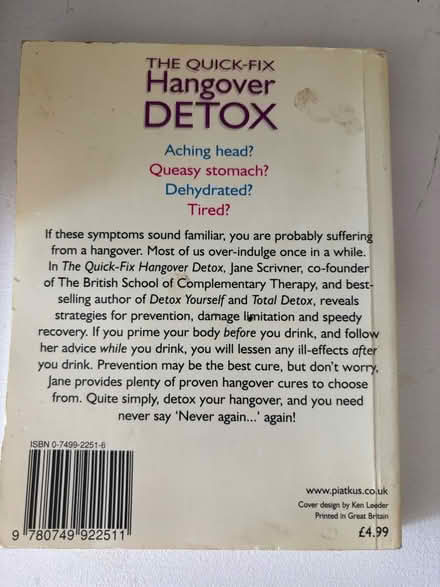 THE QUICK-FIX
Hangover
DETOX
Aching head?
Queasy stomach?
Dehydrated?
Tired?
If these symptoms sound familiar, you are probably suffering
from a hangover. Most of us over-indulge once in a while.
In The Quick-Fix Hangover Detox, Jane Scrivner, co-founder
of The British School of Complementary Therapy, and best-
selling author of Detox Yourself and Total Detox, reveals
strategies for prevention, damage limitation and speedy
recovery. If you prime your body before you drink, and follow
her advice while you drink, you will lessen any ill-effects after
you drink. Prevention may be the best cure, but don't worry,
Jane provides plenty of proven hangover cures to choose
from. Quite simply, detox your hangover, and you need
never say 'Never again...' again!
ISBN 0-7499-2251-6
9 780749 922511
www.piatkus.co.uk
Cover design by Ken Leeder
Printed in Great Britain
£4.99